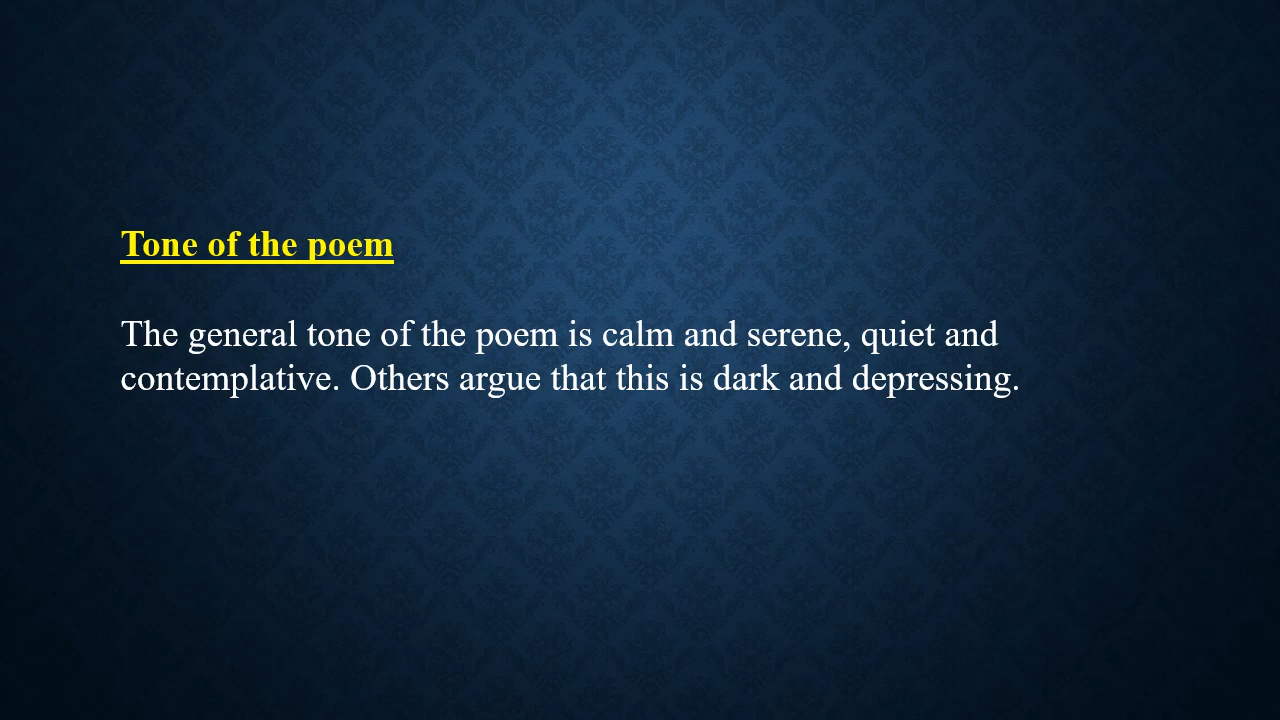 Tone of the poem
The general tone of the poem is calm and serene, quiet and
contemplative. Others argue that this is dark and depressing.